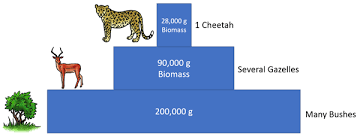 28,000 g
Biomass
1 Cheetah
90,000 g
Biomass
Several Gazelles
200,000 g
Many Bushes